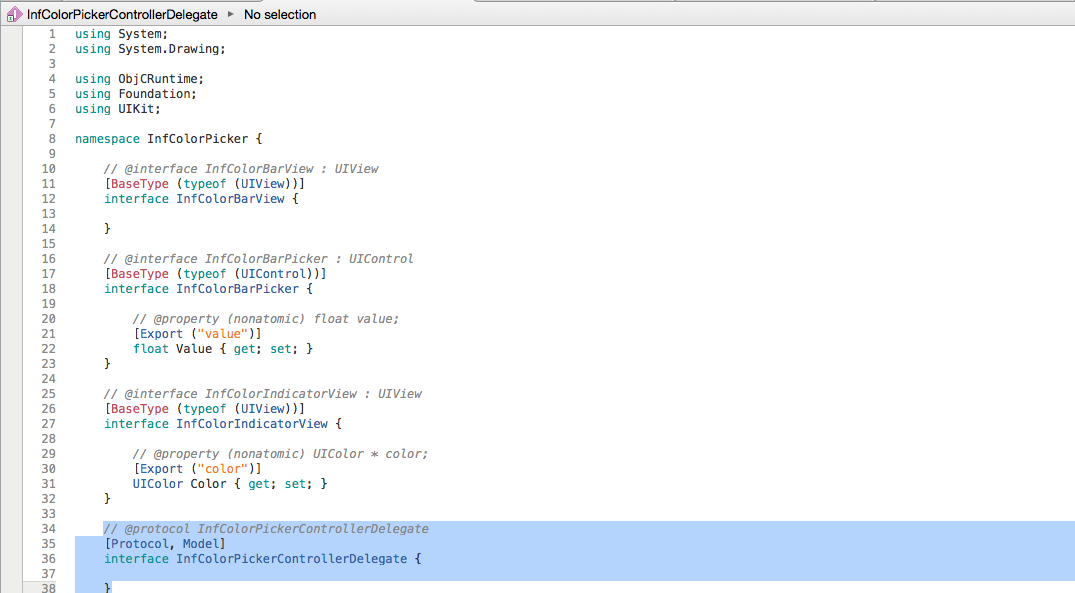 InfColorPickerControllerDelegate ▸ No selection
1 using System;
2 using System.Drawing;
3
4 using ObjCRuntime;
5 using Foundation;
6 using UIKit;
7
8 namespace InfColorPicker {
9
10 // @interface InfColorBarView : UIView
11 [BaseType (typeof (UIView))]
12 interface InfColorBarView {
13
14 }
15
16 // @interface InfColorBarPicker : UIControl
17 [BaseType (typeof (UIControl))]
18 interface InfColorBarPicker {
19
20 // @property (nonatomic) float value;
21 [Export ("value")]
22 float Value { get; set; }
23 }
24
25 // @interface InfColorIndicatorView : UIView
26 [BaseType (typeof (UIView))]
27 interface InfColorIndicatorView {
28
29 // @property (nonatomic) UIColor * color;
30 [Export ("color")]
31 UIColor Color { get; set; }
32 }
33
34 // @protocol InfColorPickerControllerDelegate
35 [Protocol, Model]
36 interface InfColorPickerControllerDelegate {
37
38 }